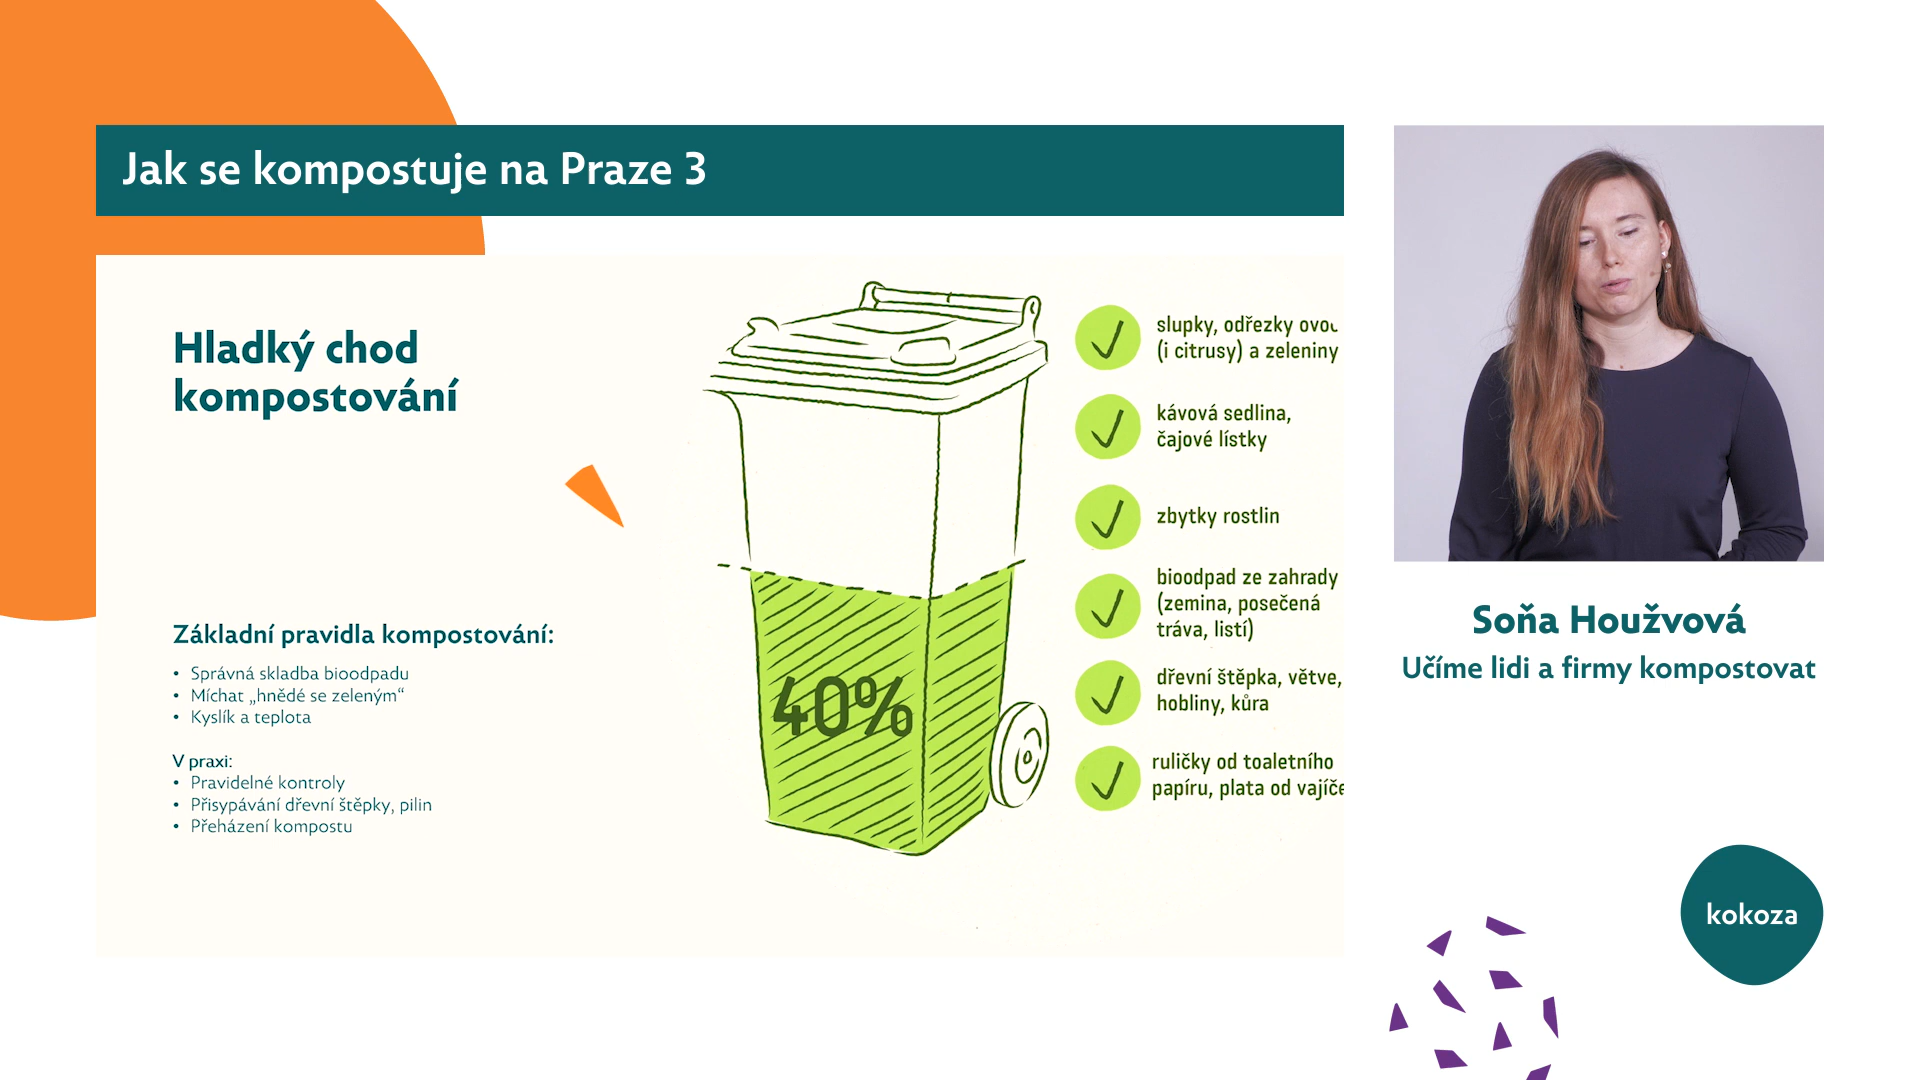 Jak se kompostuje na Praze 3
Hladký chod
kompostování
Základní pravidla kompostování:
• Správná skladba bioodpadu
• Míchat „hnědé se zeleným“
• Kyslík a teplota
V praxi:
• Pravidelné kontroly
• Přisypávání dřevní štěpky, pilin
• Přeházení kompostu
40%
slupky, odřezky
(i citrusy) a zeleniny
kávová sedlina,
čajové lístky
zbytky rostlin
bioodpad ze zahrady
(zemina, posečená
tráva, listí)
dřevní štěpka, větve,
hobliny, kůra
ruličky od toaletního
papíru, plata od
Soňa Houžvová
Učíme lidi a firmy kompostovat
kokoza